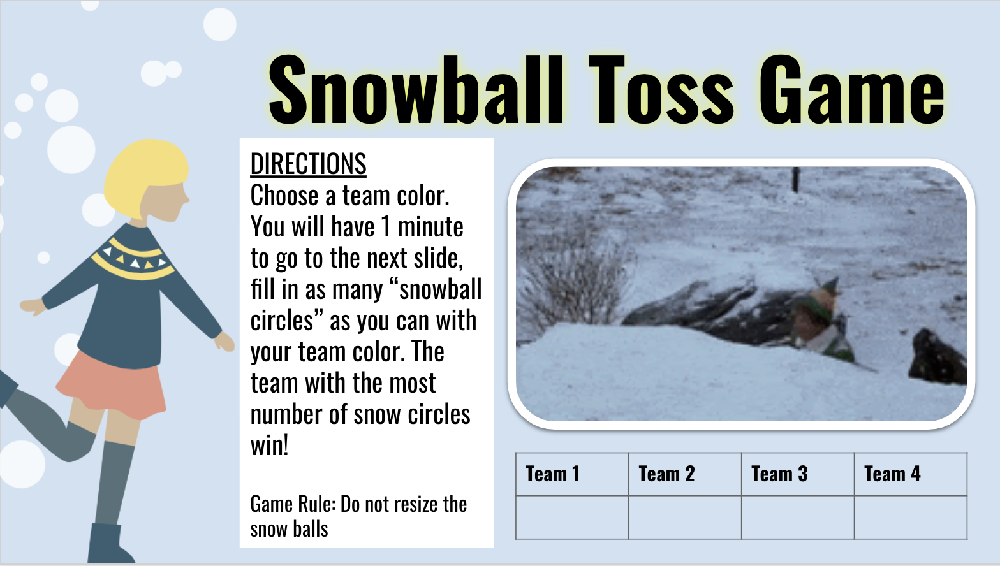 Snowball Toss Game
DIRECTIONS
Choose a team color.
You will have 1 minute
to go to the next slide,
fill in as many “snowball
circles” as you can with
your team color. The
team with the most
number of snow circles
win!
Game Rule: Do not resize the
snow balls
Team 1 Team 2 Team 3 Team 4